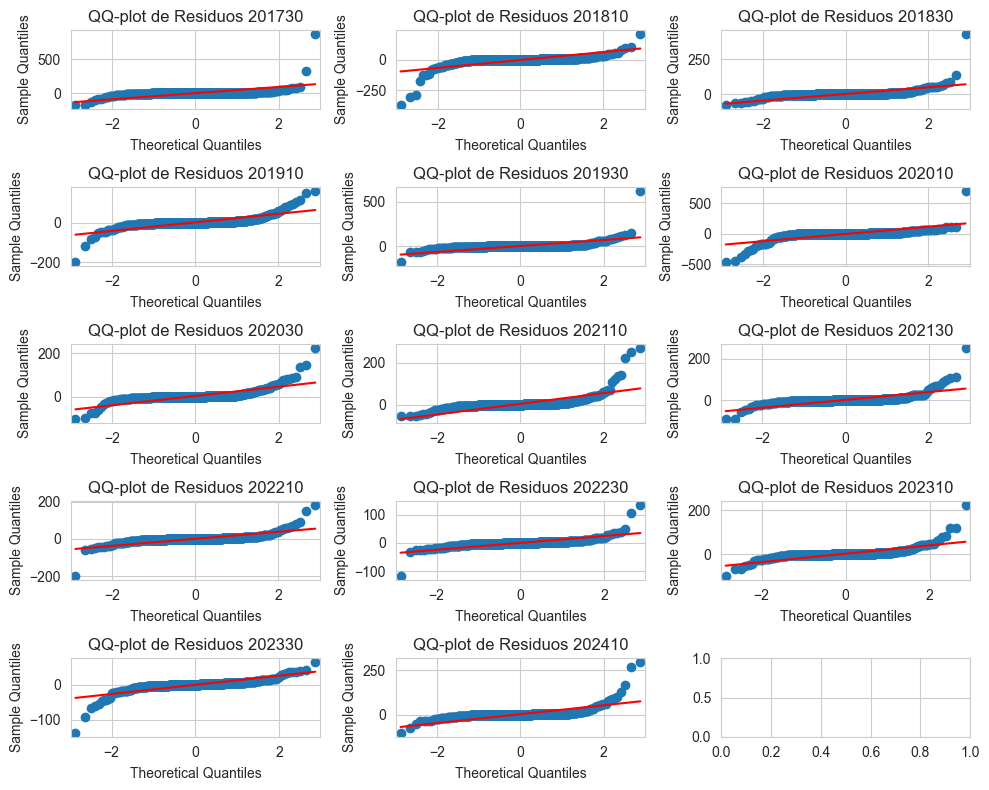 QQ-plot de Residuos 201730
Sample Quantiles
500
0
−2 0 2
Theoretical Quantiles
QQ-plot de Residuos 201810
Sample Quantiles
0
−250
−2 0 2
Theoretical Quantiles
QQ-plot de Residuos 201830
Sample Quantiles
250
0
−2 0 2
Theoretical Quantiles
QQ-plot de Residuos 201910
Sample Quantiles
0
−200
−2 0 2
Theoretical Quantiles
QQ-plot de Residuos 201930
Sample Quantiles
500
0
−2 0 2
Theoretical Quantiles
QQ-plot de Residuos 202010
Sample Quantiles
500
0
−500
−2 0 2
Theoretical Quantiles
QQ-plot de Residuos 202030
Sample Quantiles
200
0
−2 0 2
Theoretical Quantiles
QQ-plot de Residuos 202110
Sample Quantiles
200
0
−2 0 2
Theoretical Quantiles
QQ-plot de Residuos 202130
Sample Quantiles
200
0
−2 0 2
Theoretical Quantiles
QQ-plot de Residuos 202210
Sample Quantiles
200
0
−200
−2 0 2
Theoretical Quantiles
QQ-plot de Residuos 202230
Sample Quantiles
100
0
−100
−2 0 2
Theoretical Quantiles
QQ-plot de Residuos 202310
Sample Quantiles
200
0
−2 0 2
Theoretical Quantiles
QQ-plot de Residuos 202330
Sample Quantiles
0
−100
−2 0 2
Theoretical Quantiles
QQ-plot de Residuos 202410
Sample Quantiles
250
0
−2 0 2
Theoretical Quantiles
1.0
0.5
0.0
0.0 0.2 0.4 0.6 0.8 1.0